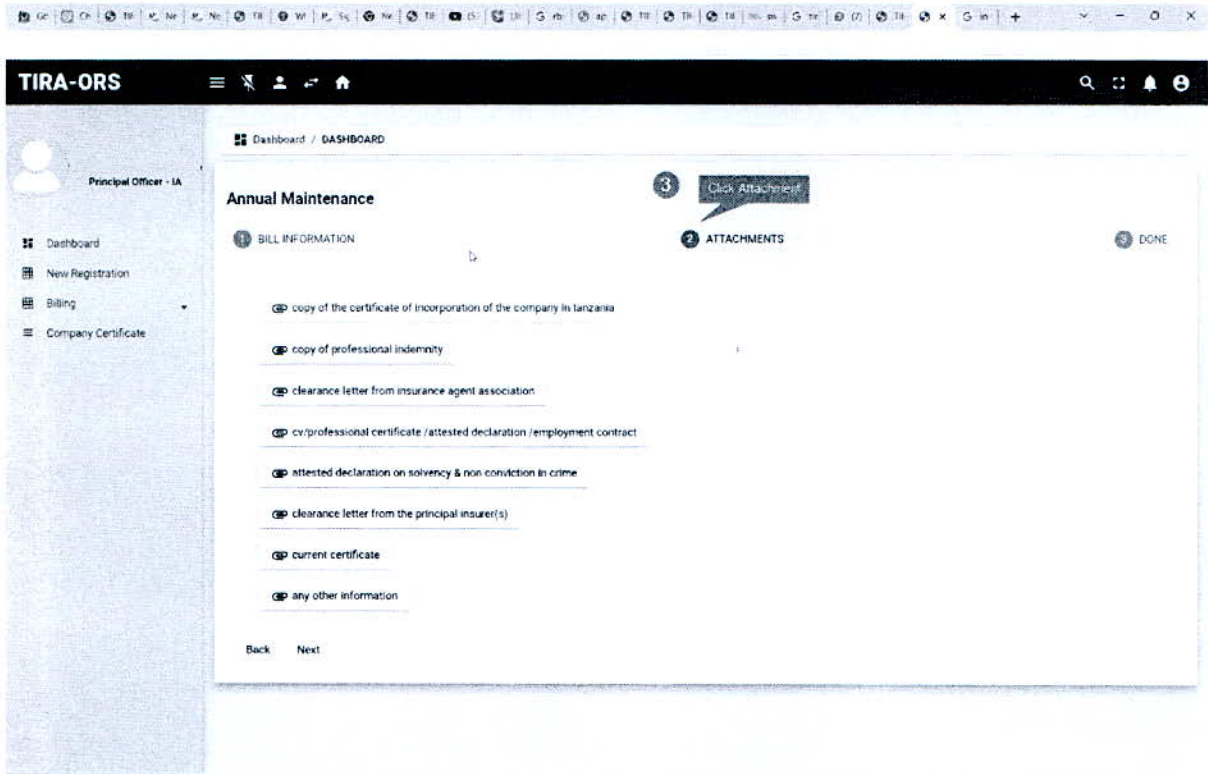 TIRA-ORS
Dashboard / DASHBOARD
Principal Officer - IA
Annual Maintenance
3 Click Attachment
1 BILL INFORMATION
2 ATTACHMENTS
3 DONE
Dashboard
New Registration
Billing
Company Certificate
copy of the certificate of incorporation of the company in tanzania
copy of professional indemnity
clearance letter from insurance agent association
cv/professional certificate /attested declaration /employment contract
attested declaration on solvency & non conviction in crime
clearance letter from the principal insurer(s)
current certificate
any other information
Back Next